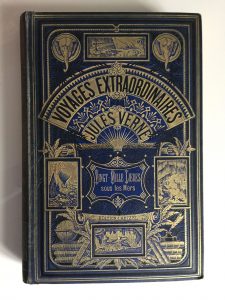 VOYAGES EXTRAORDINAIRES
JULES VERNE
VINGT MILLE LIEUES
SOUS LES MERS